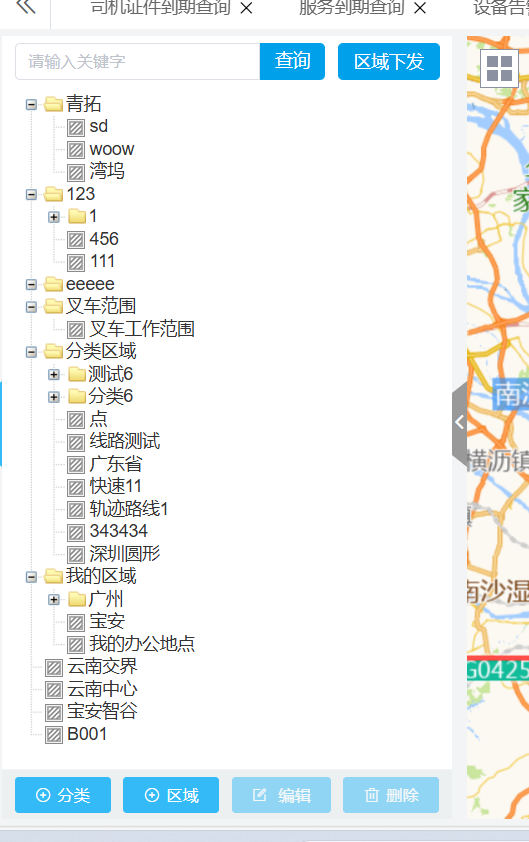 司机证件到期查询
服务到期查询
设备告
请输入关键字
查询
区域下发
青拓
sd
woow
湾坞
123
1
456
111
eeeee
叉车范围
叉车工作范围
分类区域
测试6
分类6
点
线路测试
广东省
快速11
轨迹路线1
343434
深圳圆形
我的区域
广州
宝安
我的办公地点
云南交界
云南中心
宝安智谷
B001
分类
区域
编辑
删除
家
南沙
横沥镇
南沙湿
G0425